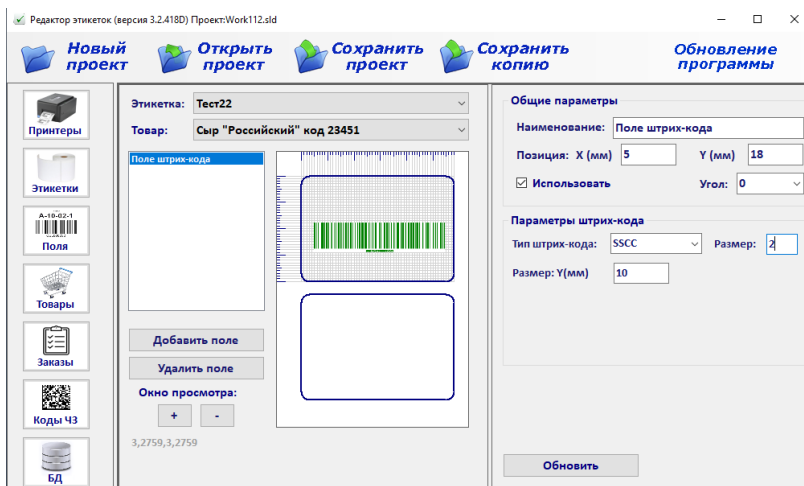 Редактор этикеток (версия 3.2.418D) Проект:Work112.sld
Новый проект
Открыть проект
Сохранить проект
Сохранить копию
Обновление программы
Принтеры
Этикетки
A-10-02-1
Поля
Товары
Заказы
Коды ЧЗ
БД
Этикетка: Тест22
Товар: Сыр "Российский" код 23451
Поле штрих-кода
Добавить поле
Удалить поле
Окно просмотра:
+ -
3,2759,3,2759
Общие параметры
Наименование: Поле штрих-кода
Позиция: X (мм) 5 Y (мм) 18
Использовать Угол: 0
Параметры штрих-кода
Тип штрих-кода: SSCC Размер: 2
Размер: Y(мм) 10
Обновить